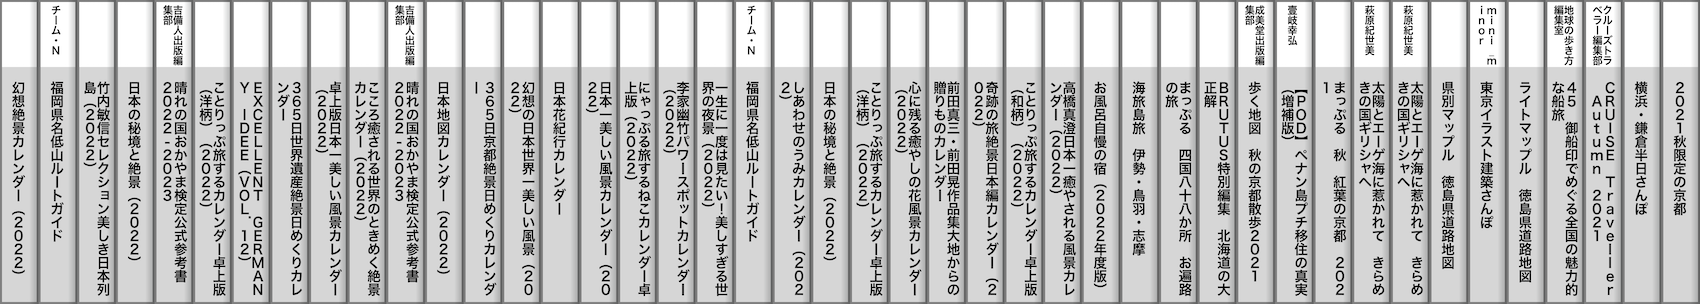 2021秋限定の京都
横浜・鎌倉半日さんぽ
クルーズトラ
ベラー編集部
CRUISE Traveller
Autumn 2021
地球の歩き方
編集室
45 御船印でめぐる全国の魅力的
な船旅
ライトマップル 徳島県道路地図
mini_m
inor
東京イラスト建築さんぽ
県別マップル 徳島県道路地図
萩原紀世美
太陽とエーゲ海に惹かれて きらめ
きの国ギリシャへ
萩原紀世美
太陽とエーゲ海に惹かれて きらめ
きの国ギリシャへ
まっぷる 秋 紅葉の京都 202
1
壹岐幸弘
【POD】ペナン島プチ移住の真実
(増補版)
成美堂出版編
集部
歩く地図 秋の京都散歩2021
BRUTUS特別編集 北海道の大
正解
まっぷる 四国八十八か所 お遍路
の旅
海旅島旅 伊勢・鳥羽・志摩
お風呂自慢の宿(2022年度版)
高橋真澄日本一癒やされる風景カレ
ンダー(2022)
ことりっぷ旅するカレンダー卓上版
(和柄)(2022)
奇跡の旅絶景日本編カレンダー(2
022)
前田真三・前田晃作品集大地からの
贈りものカレンダー
心に残る癒やしの花風景カレンダー
(2022)
ことりっぷ旅するカレンダー卓上版
(洋柄)(2022)
日本の秘境と絶景(2022)
しあわせのうみカレンダー(202
2)
チーム・N
福岡県名低山ルートガイド
一生に一度は見たい!美しすぎる世
界の夜景(2022)
李家幽竹パワースポットカレンダー
(2022)
にゃっぷる旅するねこカレンダー卓
上版(2022)
日本一美しい風景カレンダー(20
22)
日本花紀行カレンダー
幻想の日本世界一美しい風景(20
22)
365日京都絶景日めくりカレンダ
ー
日本地図カレンダー(2022)
吉備人出版編
集部
晴れの国おかやま検定公式参考書
2022-2023
こころ癒される世界のときめく絶景
カレンダー(2022)
卓上版日本一美しい風景カレンダー
(2022)
365日世界遺産絶景日めくりカレ
ンダー
EXCELLENT GERMAN
Y-IDEE(VOL.12)
ことりっぷ旅するカレンダー卓上版
(洋柄)(2022)
吉備人出版編
集部
晴れの国おかやま検定公式参考書
2022-2023
日本の秘境と絶景(2022)
竹内敏信セレクション美しき日本列
島(2022)
チーム・N
福岡県名低山ルートガイド
幻想絶景カレンダー(2022)